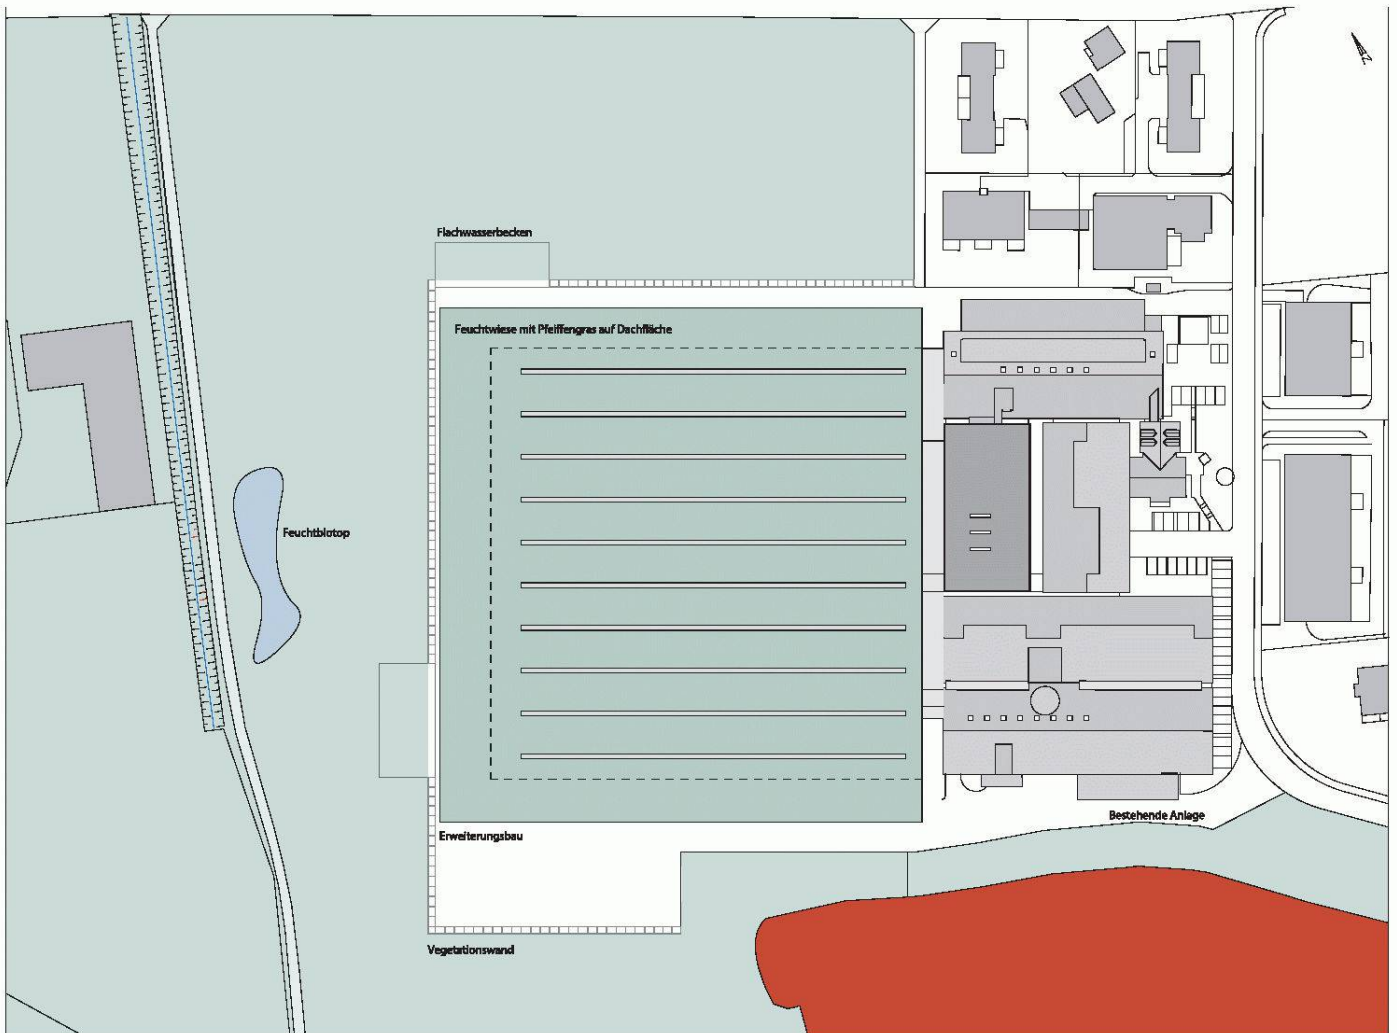 N
Flachwasserbecken
Feuchtwiese mit Pfeiffengras auf Dachfläche
Feuchtbiotop
Bestehende Anlage
Erweiterungsbau
Vegetationswand